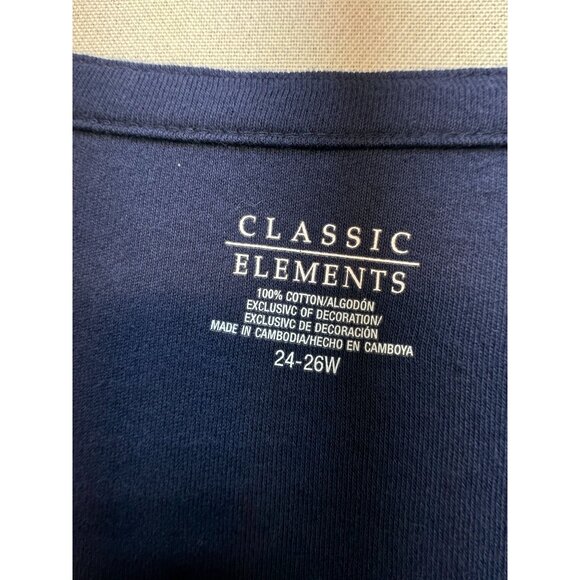 CLASSIC
ELEMENTS
100% COTTON/ALGODÓN
EXCLUSIVC OF DECORATION/
EXCLUSIVC DE DECORACIÓN
MADE IN CAMBODIA/HECHO EN CAMBOYA
24-26W